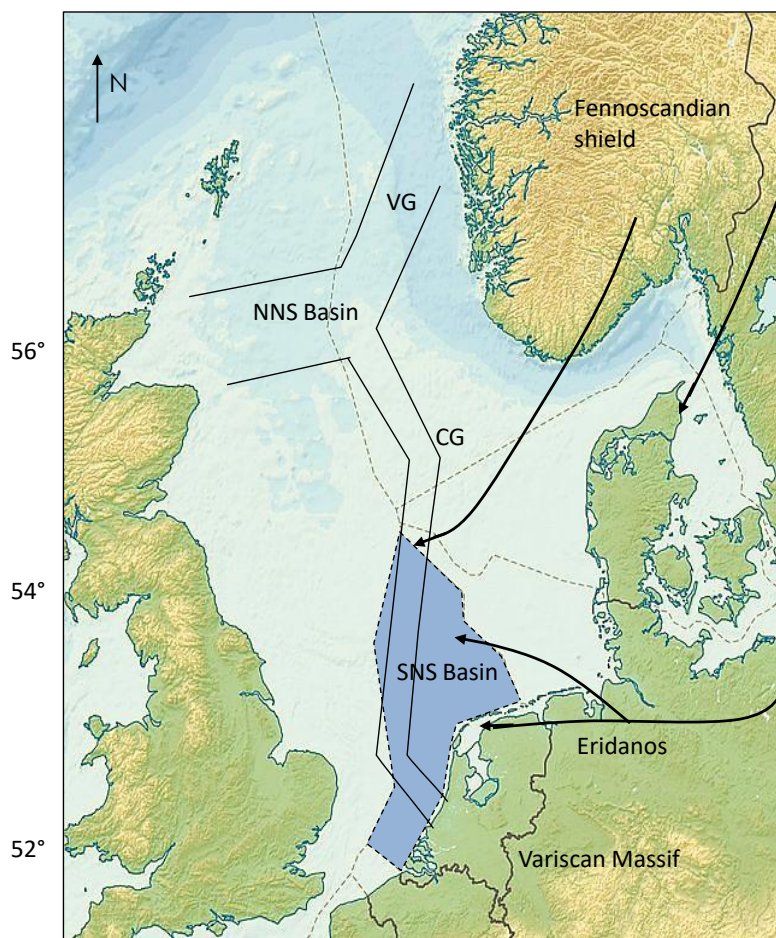 N
Fennoscandian
shield
VG
NNS Basin
56°
CG
54°
SNS Basin
Eridanos
52°
Variscan Massif